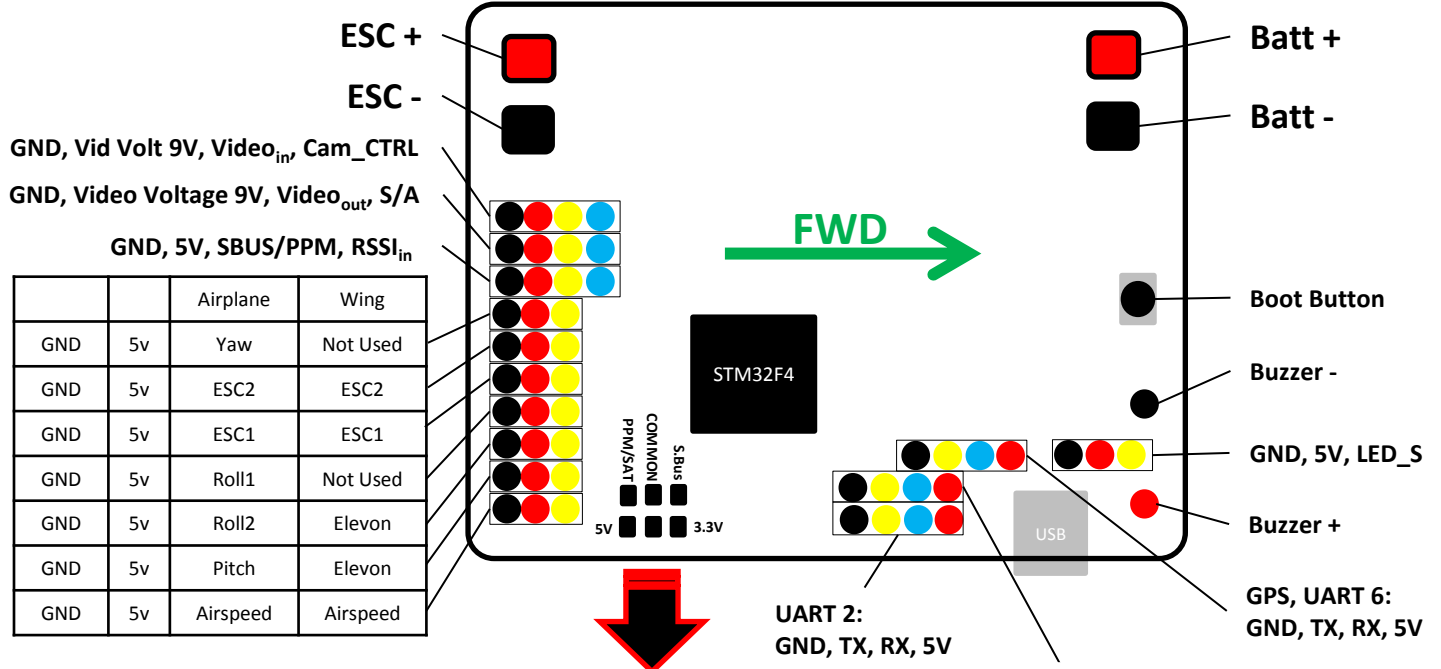 ESC +
ESC -
GND, Vid Volt 9V, Videoin, Cam_CTRL
GND, Video Voltage 9V, Videoout, S/A
GND, 5V, SBUS/PPM, RSSIin
Airplane Wing
GND 5v Yaw Not Used
GND 5v ESC2 ESC2
GND 5v ESC1 ESC1
GND 5v Roll1 Not Used
GND 5v Roll2 Elevon
GND 5v Pitch Elevon
GND 5v Airspeed Airspeed
FWD
STM32F4
PPM/SAT
COMMON
S.Bus
5V
3.3V
USB
Batt +
Batt -
Boot Button
Buzzer -
GND, 5V, LED_S
Buzzer +
GPS, UART 6:
GND, TX, RX, 5V
UART 2:
GND, TX, RX, 5V